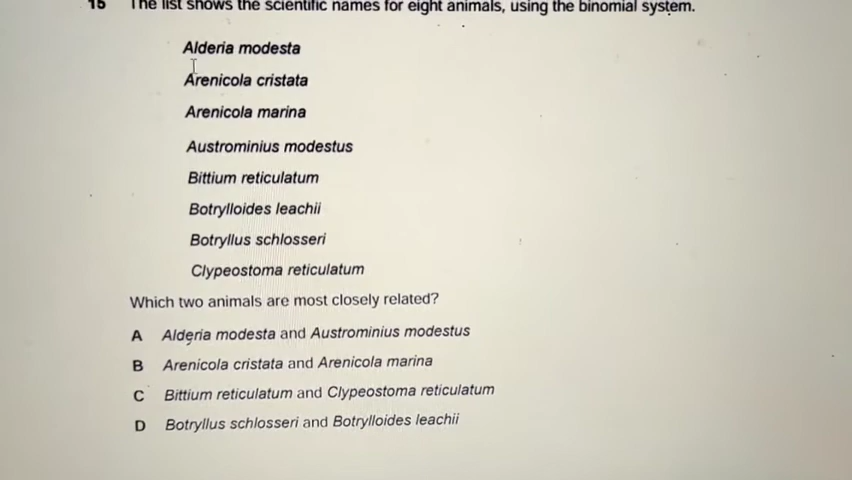 15 The list shows the scientific names for eight animals, using the binomial system.
Alderia modesta
Arenicola cristata
Arenicola marina
Austrominius modestus
Bittium reticulatum
Botrylloides leachii
Botryllus schlosseri
Clypeostoma reticulatum
Which two animals are most closely related?
A Alderia modesta and Austrominius modestus
B Arenicola cristata and Arenicola marina
C Bittium reticulatum and Clypeostoma reticulatum
D Botryllus schlosseri and Botrylloides leachii